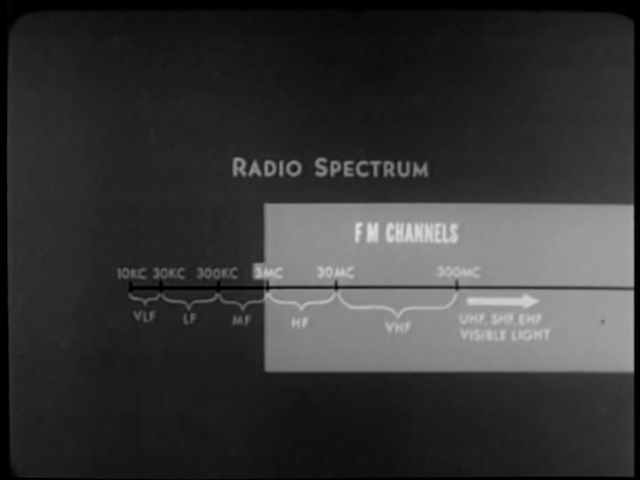 RADIO SPECTRUM
FM CHANNELS
10KC 30KC 300KC 3MC 30MC 300MC
VLF LF MF HF VHF UHF, SHF, EHF
VISIBLE LIGHT